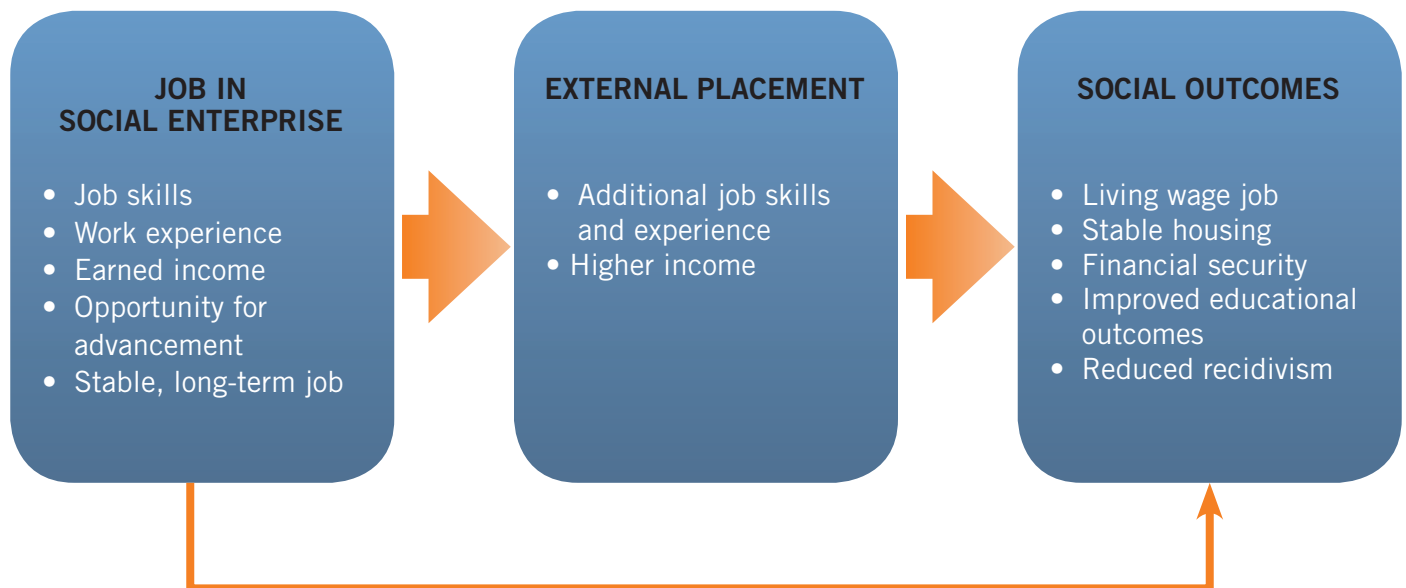 JOB IN
SOCIAL ENTERPRISE
• Job skills
• Work experience
• Earned income
• Opportunity for
advancement
• Stable, long-term job
EXTERNAL PLACEMENT
• Additional job skills
and experience
• Higher income
SOCIAL OUTCOMES
• Living wage job
• Stable housing
• Financial security
• Improved educational
outcomes
• Reduced recidivism